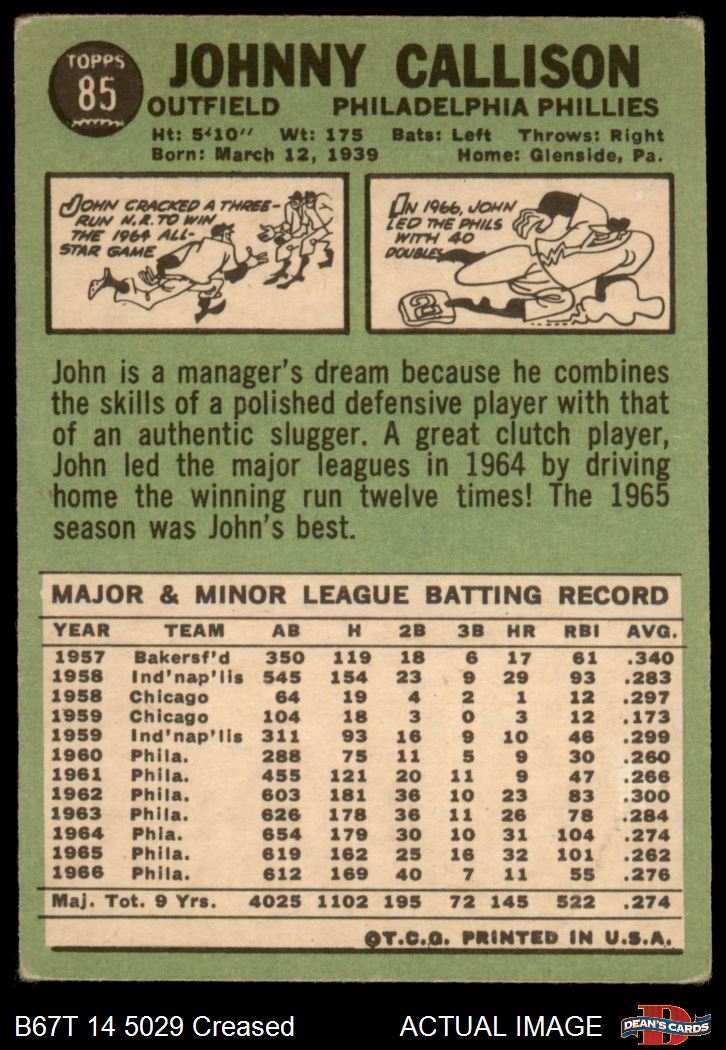 TOPPS
85
JOHNNY CALLISON
OUTFIELD PHILADELPHIA PHILLIES
Ht: 5'10" Wt: 175 Bats: Left Throws: Right
Born: March 12, 1939 Home: Glenside, Pa.
JOHN CRACKED A THREE-
RUN H.R. TO WIN
THE 1964 ALL-
STAR GAME
IN 1966, JOHN
LED THE PHILS
WITH 40
DOUBLES
John is a manager's dream because he combines
the skills of a polished defensive player with that
of an authentic slugger. A great clutch player,
John led the major leagues in 1964 by driving
home the winning run twelve times! The 1965
season was John's best.
MAJOR & MINOR LEAGUE BATTING RECORD
YEAR TEAM AB H 2B 3B HR RBI AVG.
1957 Bakersf'd 350 119 18 6 17 61 .340
1958 Ind'nap'lis 545 154 23 9 29 93 .283
1958 Chicago 64 19 4 2 1 12 .297
1959 Chicago 104 18 3 0 3 12 .173
1959 Ind'nap'lis 311 93 16 9 10 46 .299
1960 Phila. 288 75 11 5 9 30 .260
1961 Phila. 455 121 20 11 9 47 .266
1962 Phila. 603 181 36 10 23 83 .300
1963 Phila. 626 178 36 11 26 78 .284
1964 Phla. 654 179 30 10 31 104 .274
1965 Phila. 619 162 25 16 32 101 .262
1966 Phila. 612 169 40 7 11 55 .276
Maj. Tot. 9 Yrs. 4025 1102 195 72 145 522 .274
©T.C.G. PRINTED IN U.S.A.
B67T 14 5029 Creased ACTUAL IMAGE
D
DEAN'S CARDS